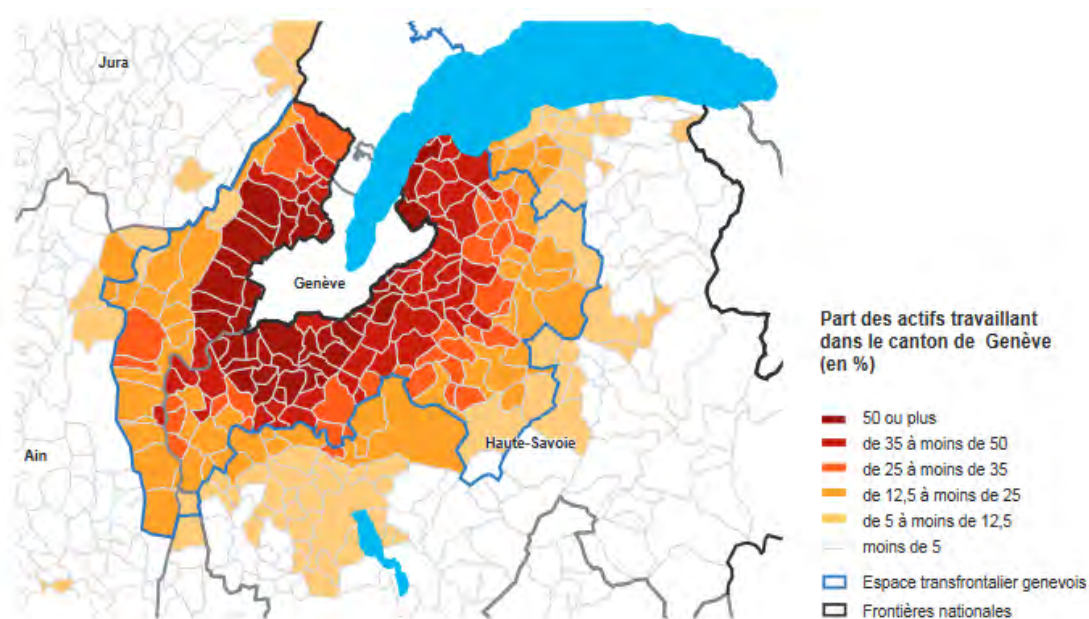 Jura
Genève
Haute-Savoie
Ain
Part des actifs travaillant
dans le canton de Genève
(en %)
50 ou plus
de 35 à moins de 50
de 25 à moins de 35
de 12,5 à moins de 25
de 5 à moins de 12,5
moins de 5
Espace transfrontalier genevois
Frontières nationales